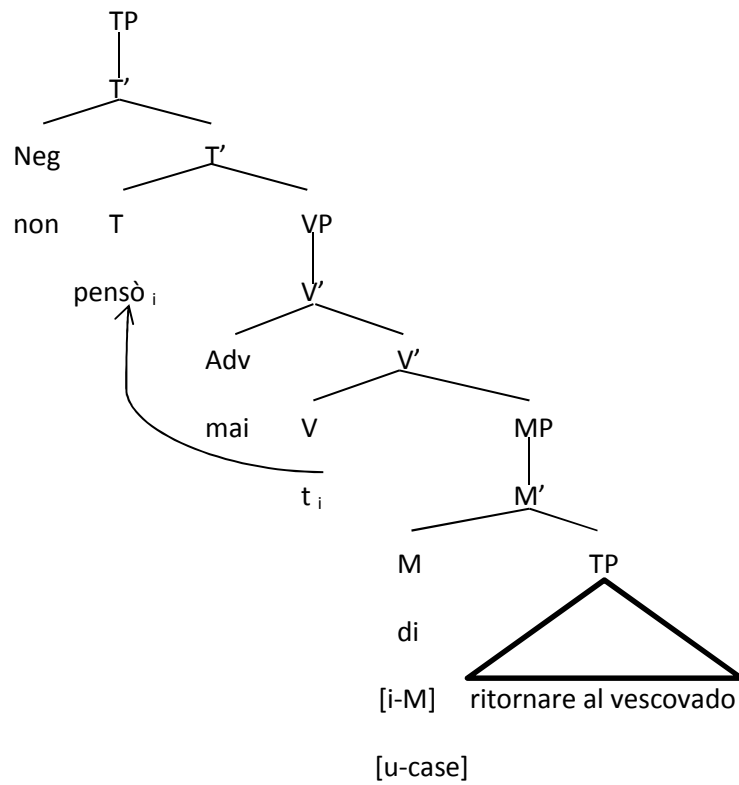 TP
T’
Neg T’
non T VP
pensò i V’
Adv V’
mai V MP
t i M’
M TP
di
[i-M] ritornare al vescovado
[u-case]